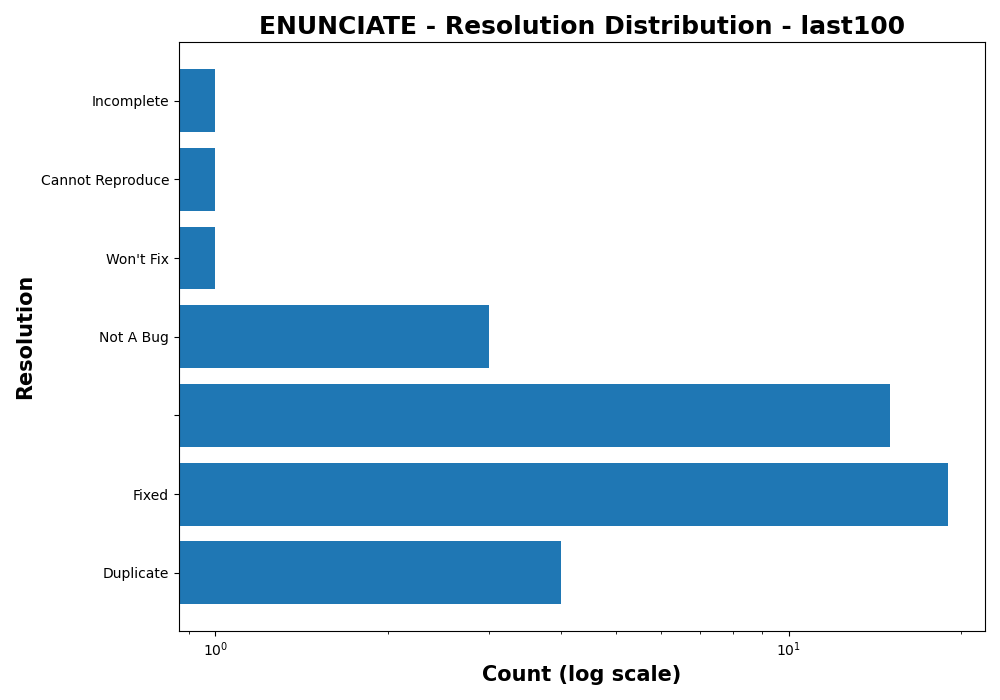 ENUNCIATE - Resolution Distribution - last100
Incomplete
Cannot Reproduce
Won't Fix
Not A Bug
Fixed
Duplicate
Resolution
10⁰
10¹
Count (log scale)